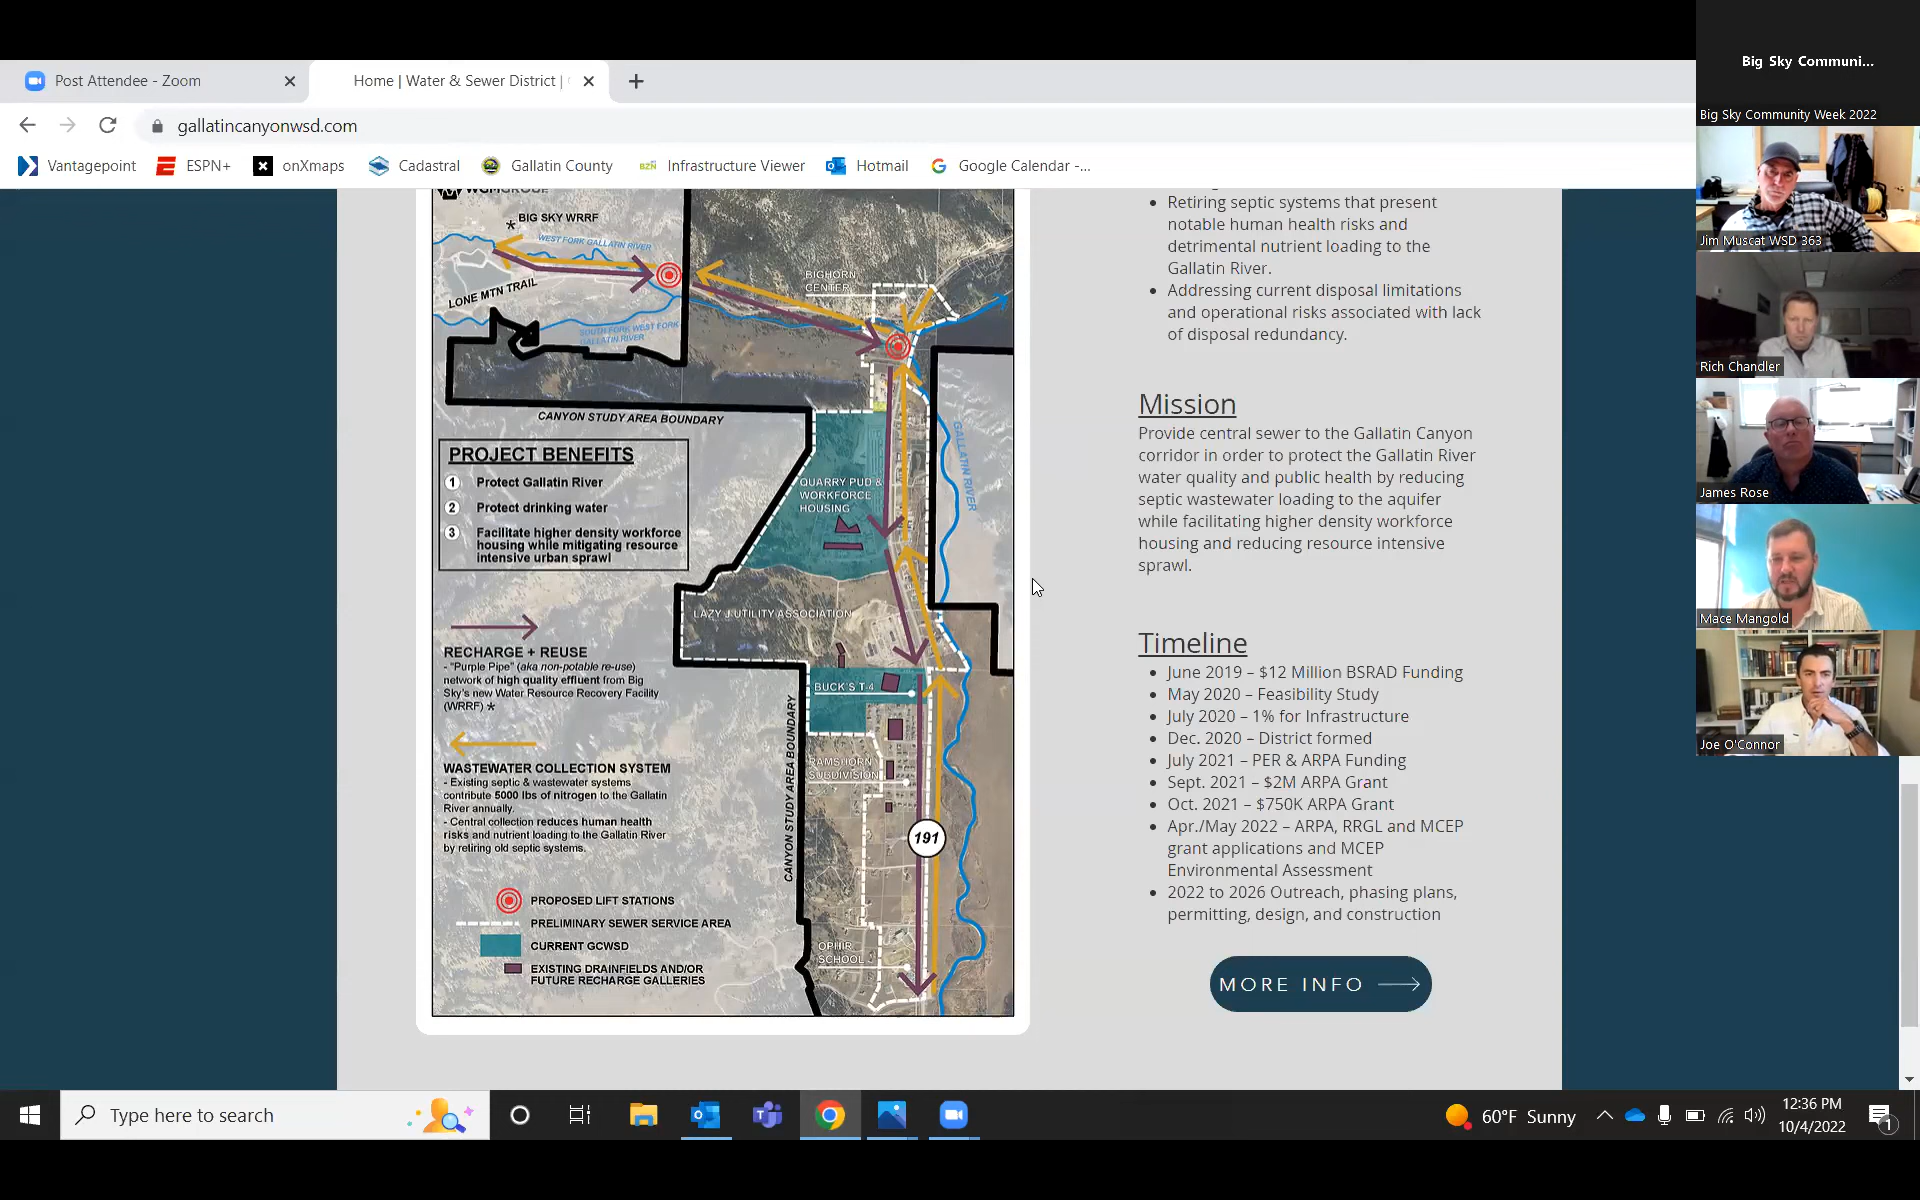 Post Attendee - Zoom
Home | Water & Sewer District |
gallatincanyonwsd.com
Vantagepoint
ESPN+
onXmaps
Cadastral
Gallatin County
BZN
Infrastructure Viewer
Hotmail
Google Calendar -...
BIG SKY WRRF
*
WEST FORK GALLATIN RIVER
LONE MTN TRAIL
SOUTH FORK WEST FORK
GALLATIN RIVER
BIGHORN
CENTER
CANYON STUDY AREA BOUNDARY
GALLATIN RIVER
PROJECT BENEFITS
1 Protect Gallatin River
2 Protect drinking water
3 Facilitate higher density workforce
housing while mitigating resource
intensive urban sprawl
QUARRY PUD &
WORKFORCE
HOUSING
LAZY J UTILITY ASSOCIATION
RECHARGE + REUSE
- "Purple Pipe" (aka non-potable re-use)
network of high quality effluent from Big
Sky's new Water Resource Recovery Facility
(WRRF) *
BUCK'S T-4
CANYON STUDY AREA BOUNDARY
WASTEWATER COLLECTION SYSTEM
- Existing septic & wastewater systems
contribute 5000 lbs of nitrogen to the Gallatin
River annually.
- Central collection reduces human health
risks and nutrient loading to the Gallatin River
by retiring old septic systems.
RAMSHORN
SUBDIVISION
191
OPHIR
SCHOOL
PROPOSED LIFT STATIONS
PRELIMINARY SEWER SERVICE AREA
CURRENT GCWSD
EXISTING DRAINFIELDS AND/OR
FUTURE RECHARGE GALLERIES
• Retiring septic systems that present
notable human health risks and
detrimental nutrient loading to the
Gallatin River.
• Addressing current disposal limitations
and operational risks associated with lack
of disposal redundancy.
Mission
Provide central sewer to the Gallatin Canyon
corridor in order to protect the Gallatin River
water quality and public health by reducing
septic wastewater loading to the aquifer
while facilitating higher density workforce
housing and reducing resource intensive
sprawl.
Timeline
• June 2019 – $12 Million BSRAD Funding
• May 2020 – Feasibility Study
• July 2020 – 1% for Infrastructure
• Dec. 2020 – District formed
• July 2021 – PER & ARPA Funding
• Sept. 2021 – $2M ARPA Grant
• Oct. 2021 – $750K ARPA Grant
• Apr./May 2022 – ARPA, RRGL and MCEP
grant applications and MCEP
Environmental Assessment
• 2022 to 2026 Outreach, phasing plans,
permitting, design, and construction
MORE INFO
Big Sky Communi...
Big Sky Community Week 2022
Jim Muscat WSD 363
Rich Chandler
James Rose
Mace Mangold
Joe O'Connor
Type here to search
60°F Sunny
12:36 PM
10/4/2022
1